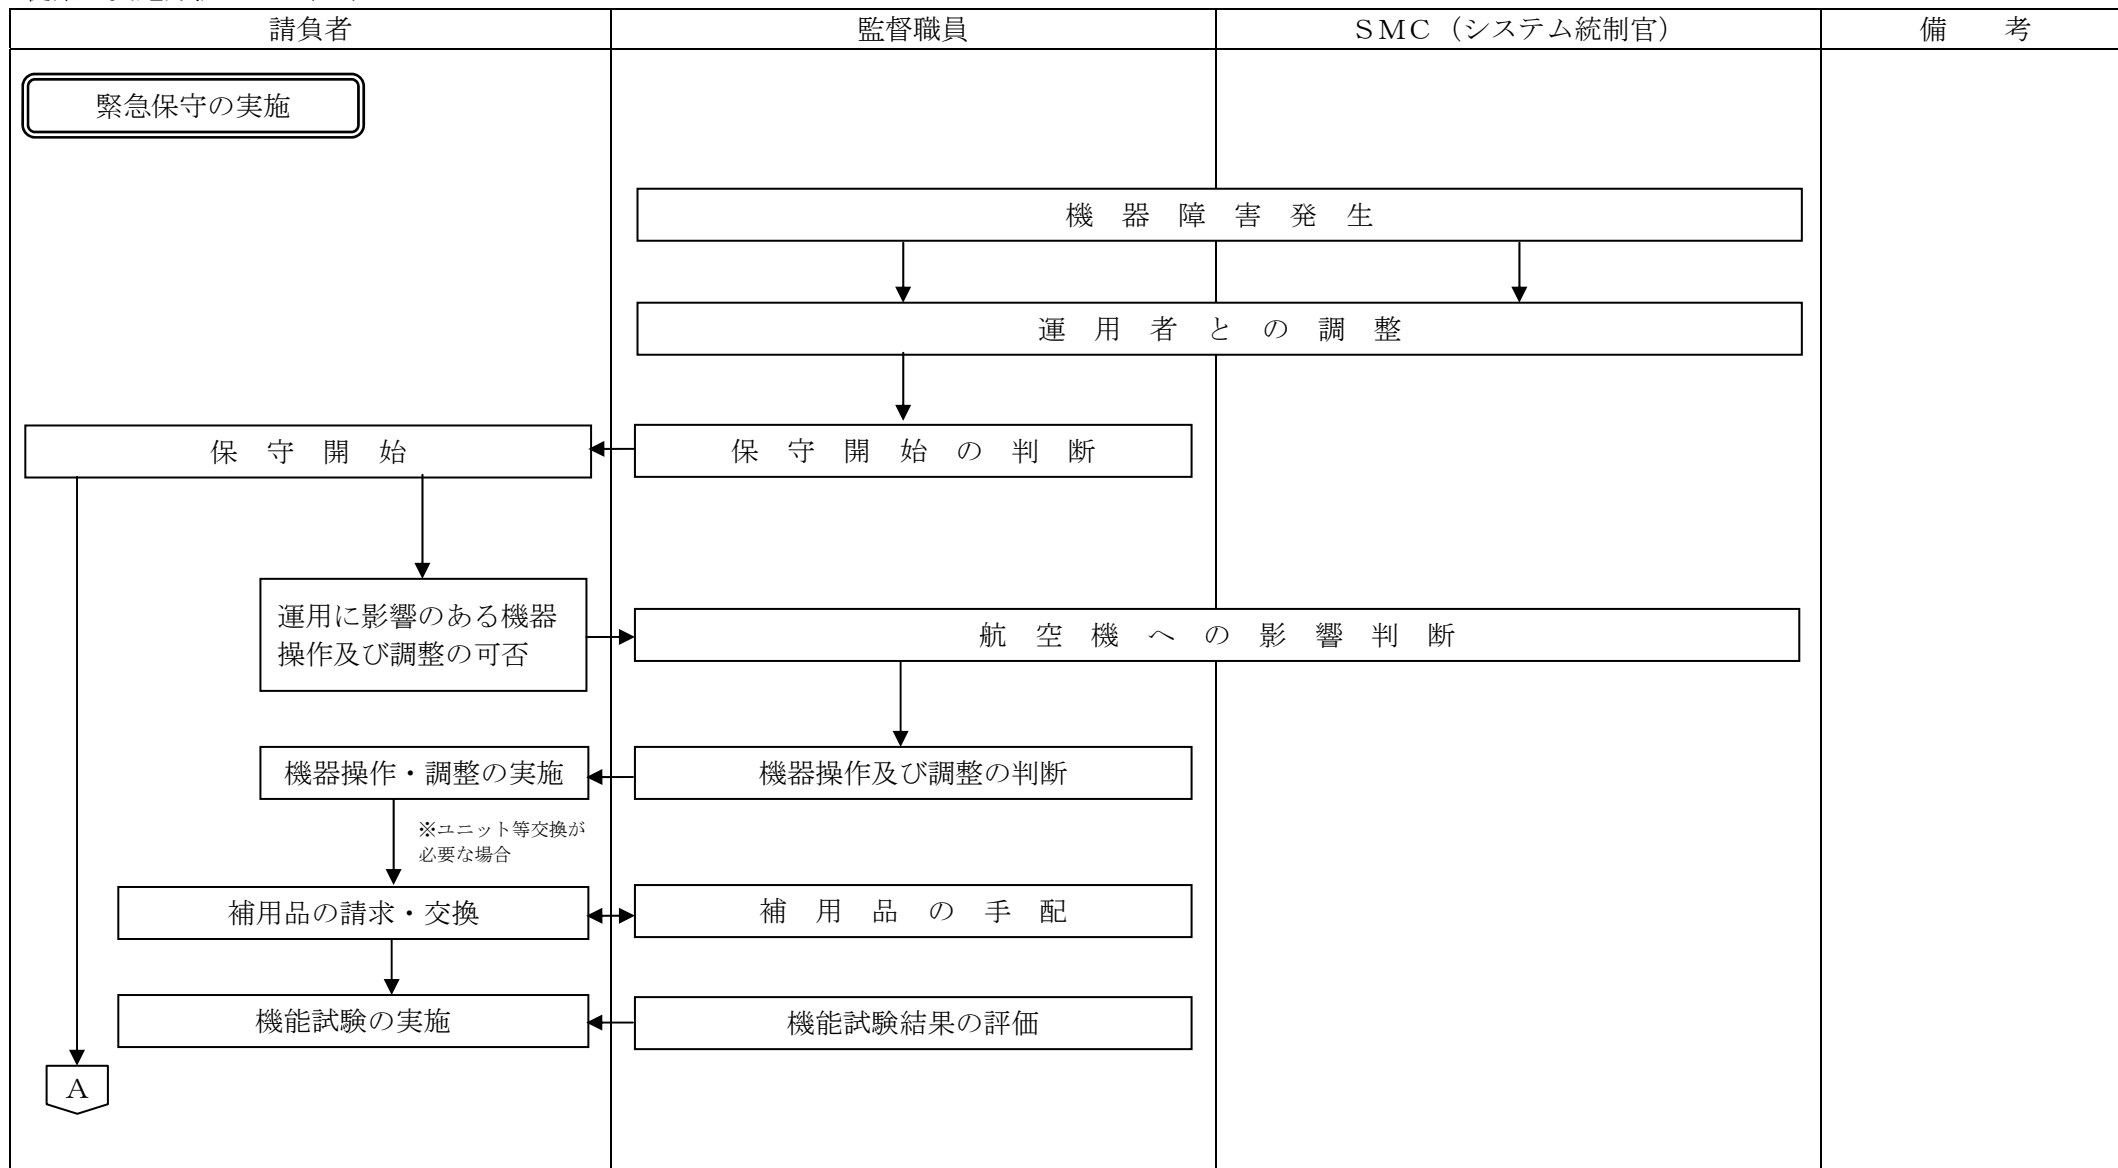 請負者
監督職員
ＳＭＣ（システム統制官）
備　　考
緊急保守の実施
機　器　障　害　発　生
運　用　者　と　の　調　整
保　守　開　始
保　守　開　始　の　判　断
運用に影響のある機器
操作及び調整の可否
航　空　機　へ　の　影　響　判　断
機器操作・調整の実施
機器操作及び調整の判断
※ユニット等交換が
必要な場合
補用品の請求・交換
補　用　品　の　手　配
機能試験の実施
機能試験結果の評価
Ａ